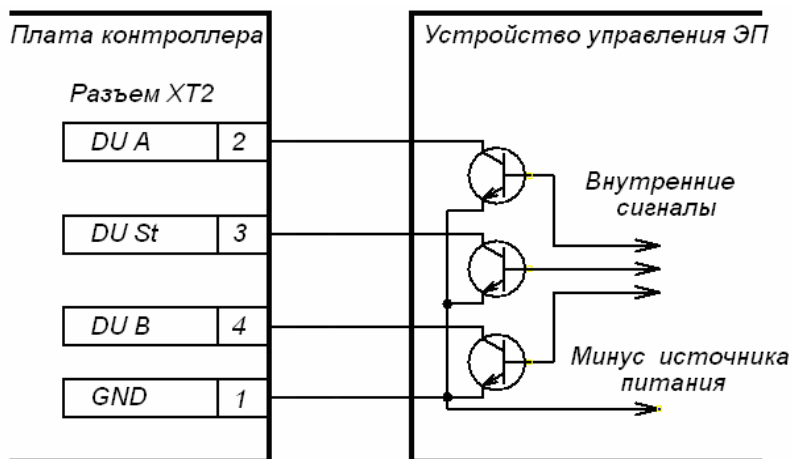 Плата контроллера
Устройство управления ЭП
Разъем XT2
DU A 2
DU St 3
DU B 4
GND 1
Внутренние
сигналы
Минус источника
питания